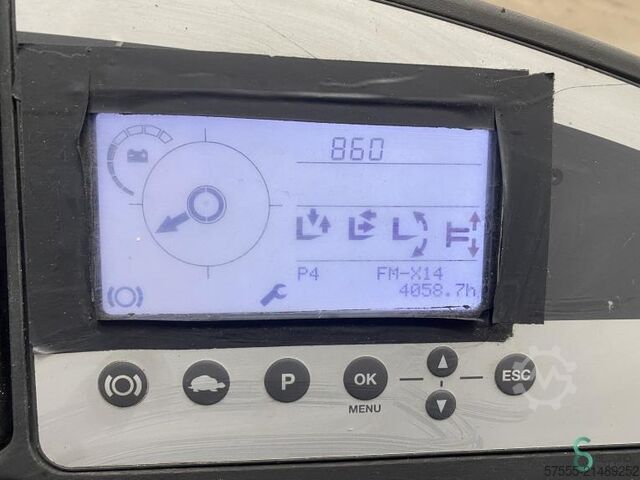 860
P4 FM-X14
4058.7h
P OK ESC
MENU
57555-21489252